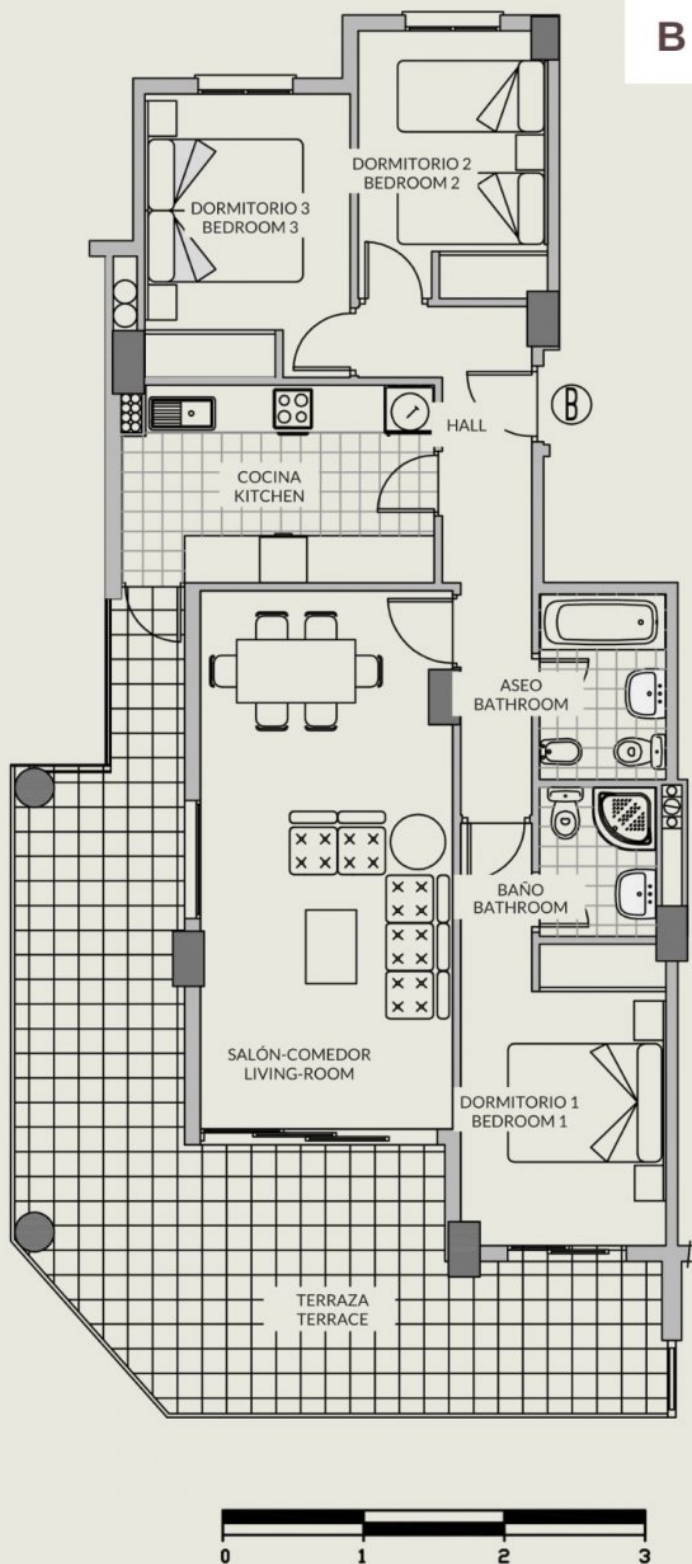 B
DORMITORIO 2
BEDROOM 2
DORMITORIO 3
BEDROOM 3
B
HALL
COCINA
KITCHEN
ASEO
BATHROOM
BAÑO
BATHROOM
SALÓN-COMEDOR
LIVING-ROOM
DORMITORIO 1
BEDROOM 1
TERRAZA
TERRACE
0 1 2 3